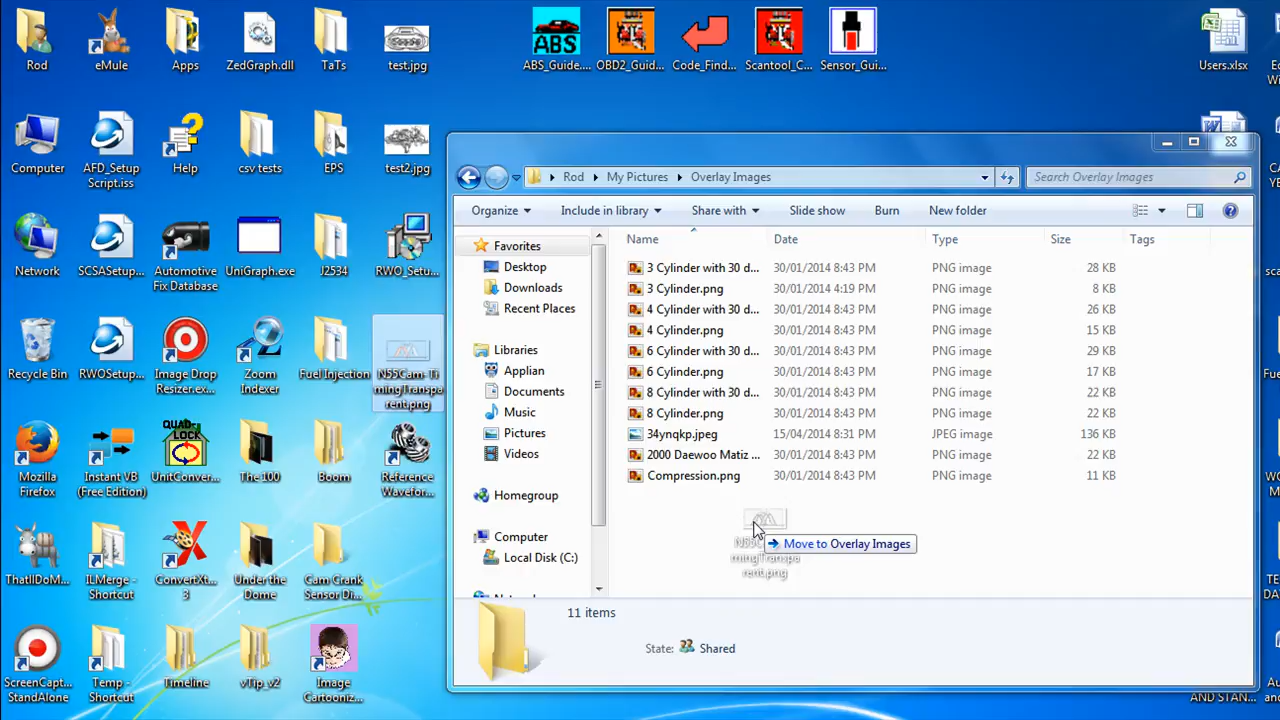 Rod
eMule
Apps
ZedGraph.dll
TaTs
test.jpg
ABS
ABS_Guide....
OBD2_Guid...
Code_Find...
Scantool_C...
Sensor_Gui...
Users.xlsx
Computer
AFD_Setup
Script.iss
Help
csv tests
EPS
test2.jpg
Network
SCSASetup...
Automotive
Fix Database
UniGraph.exe
J2534
RWO_Setu...
Recycle Bin
RWOSetup...
Image Drop
Resizer.ex...
Zoom
Indexer
Fuel Injection
N55Cam-Ti
mingTranspa
rent.png
Mozilla
Firefox
Instant VB
(Free Edition)
QUAD-
LOCK
UnitConver...
The 100
Boom
Reference
Wavefor...
ThatIlDoM...
ILMerge -
Shortcut
ConvertXt...
3
Under the
Dome
Cam Crank
Sensor Di...
ScreenCapt...
StandAlone
Temp -
Shortcut
Timeline
vTip_v2
Image
Cartooniz...
Rod
My Pictures
Overlay Images
Search Overlay Images
Organize
Include in library
Share with
Slide show
Burn
New folder
Favorites
Desktop
Downloads
Recent Places
Libraries
Applian
Documents
Music
Pictures
Videos
Homegroup
Computer
Local Disk (C:)
Name Date Type Size Tags
3 Cylinder with 30 d... 30/01/2014 8:43 PM PNG image 28 KB
3 Cylinder.png 30/01/2014 4:19 PM PNG image 8 KB
4 Cylinder with 30 d... 30/01/2014 8:43 PM PNG image 26 KB
4 Cylinder.png 30/01/2014 8:43 PM PNG image 15 KB
6 Cylinder with 30 d... 30/01/2014 8:43 PM PNG image 29 KB
6 Cylinder.png 30/01/2014 8:43 PM PNG image 17 KB
8 Cylinder with 30 d... 30/01/2014 8:43 PM PNG image 22 KB
8 Cylinder.png 30/01/2014 8:43 PM PNG image 22 KB
34ynqkp.jpeg 15/04/2014 8:31 PM JPEG image 136 KB
2000 Daewoo Matiz ... 30/01/2014 8:43 PM PNG image 22 KB
Compression.png 30/01/2014 8:43 PM PNG image 11 KB
Move to Overlay Images
mingTranspa
rent.png
11 items
State: Shared
AND STAN...